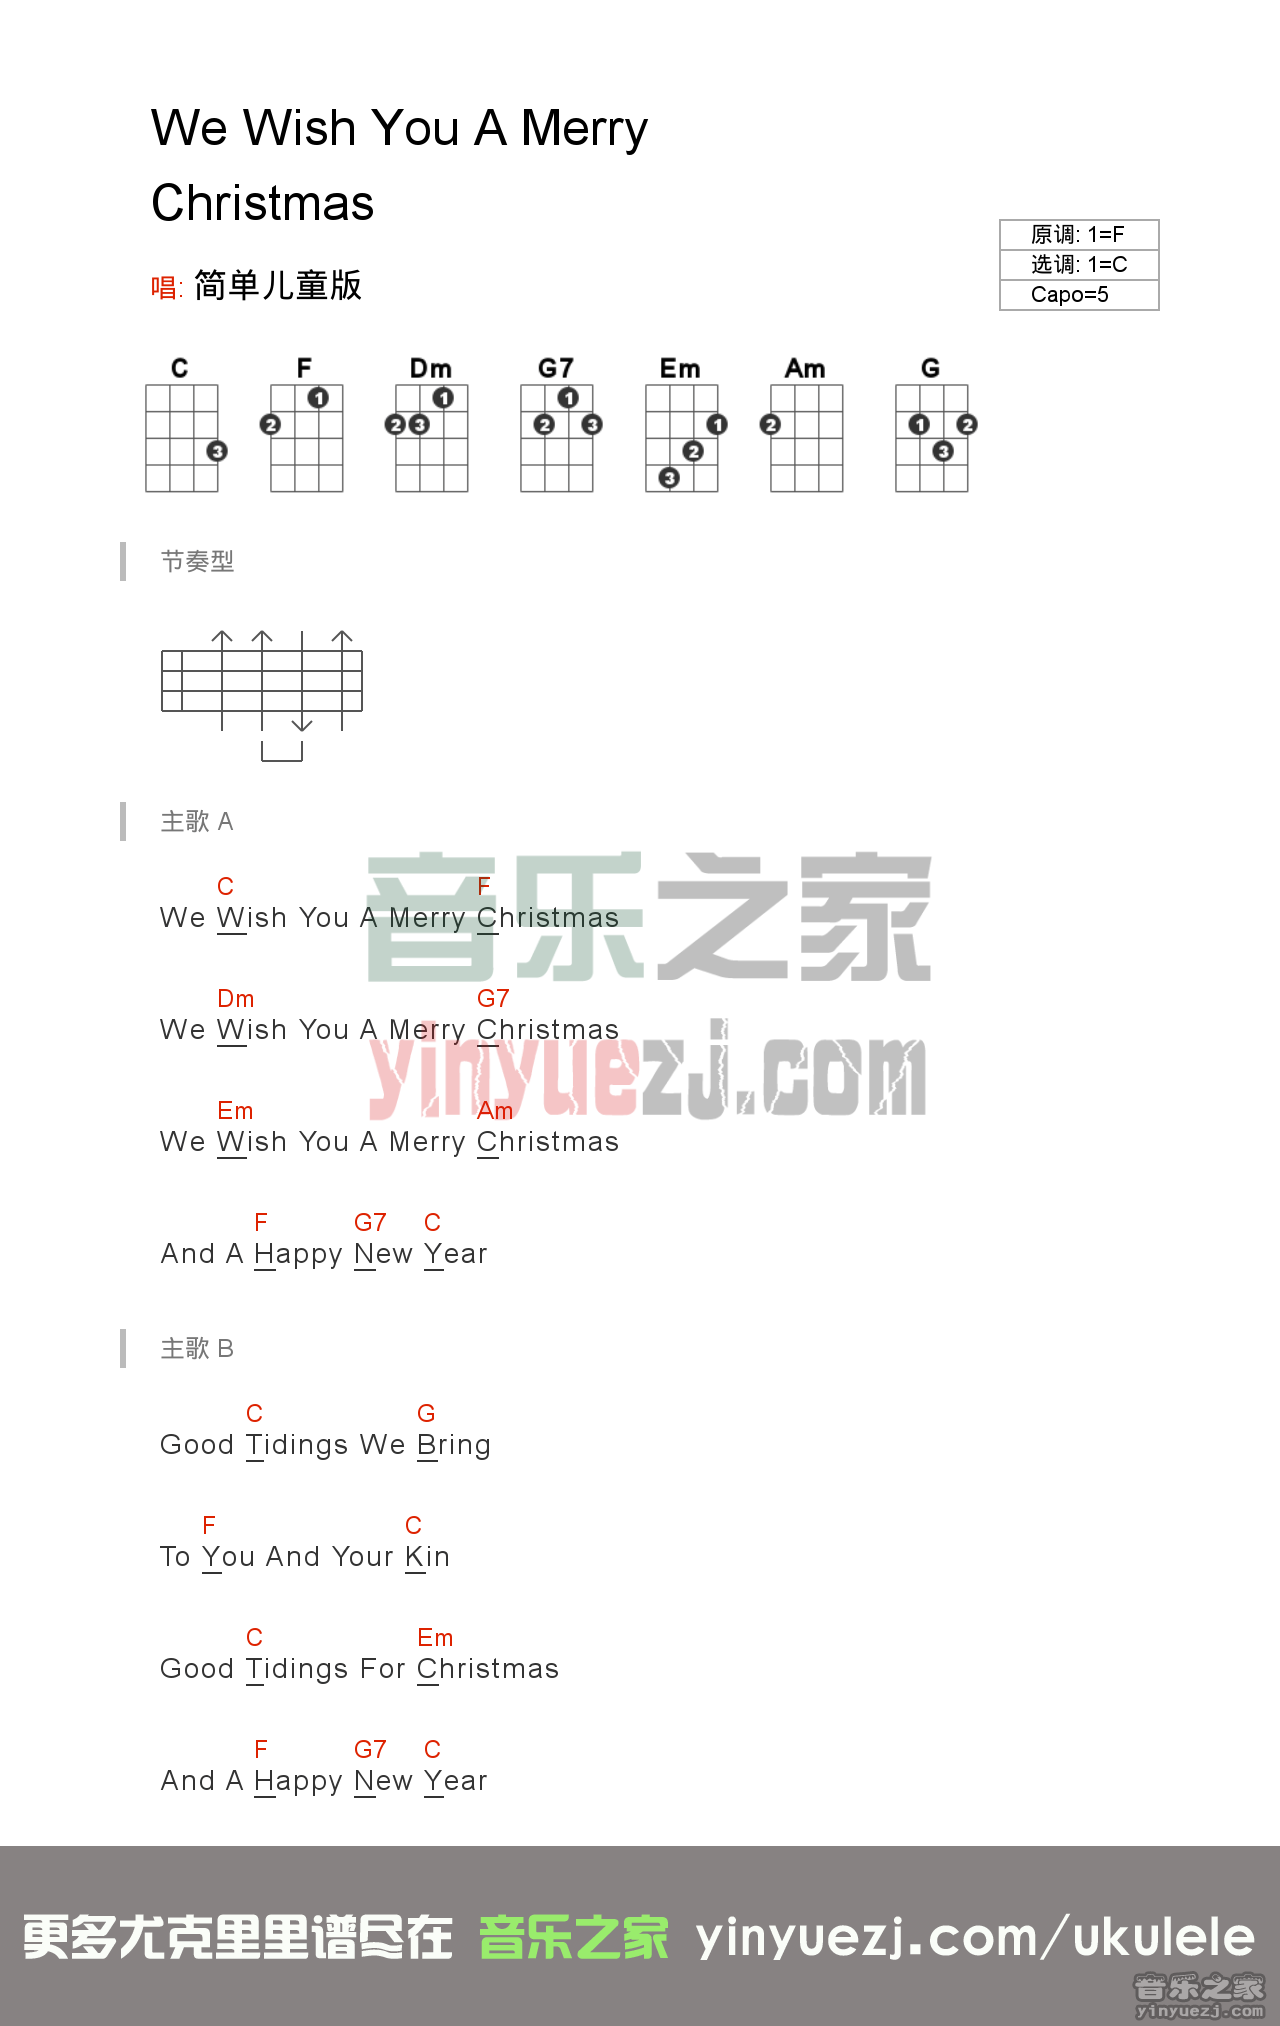 We Wish You A Merry
Christmas
原调: 1=F
选调: 1=C
Capo=5
唱: 简单儿童版
C F Dm G7 Em Am G
3 2 1 2 3 1 2 1 3 3 2 1 2 1 3 2
节奏型
主歌 A
C F
We Wish You A Merry Christmas
Dm G7
We Wish You A Merry Christmas
Em Am
We Wish You A Merry Christmas
F G7 C
And A Happy New Year
音乐之家
yinyuezj.com
主歌 B
C G
Good Tidings We Bring
F C
To You And Your Kin
C Em
Good Tidings For Christmas
F G7 C
And A Happy New Year
更多尤克里里谱尽在 音乐之家 yinyuezj.com/ukulele
音乐之家
yinyuezj.com